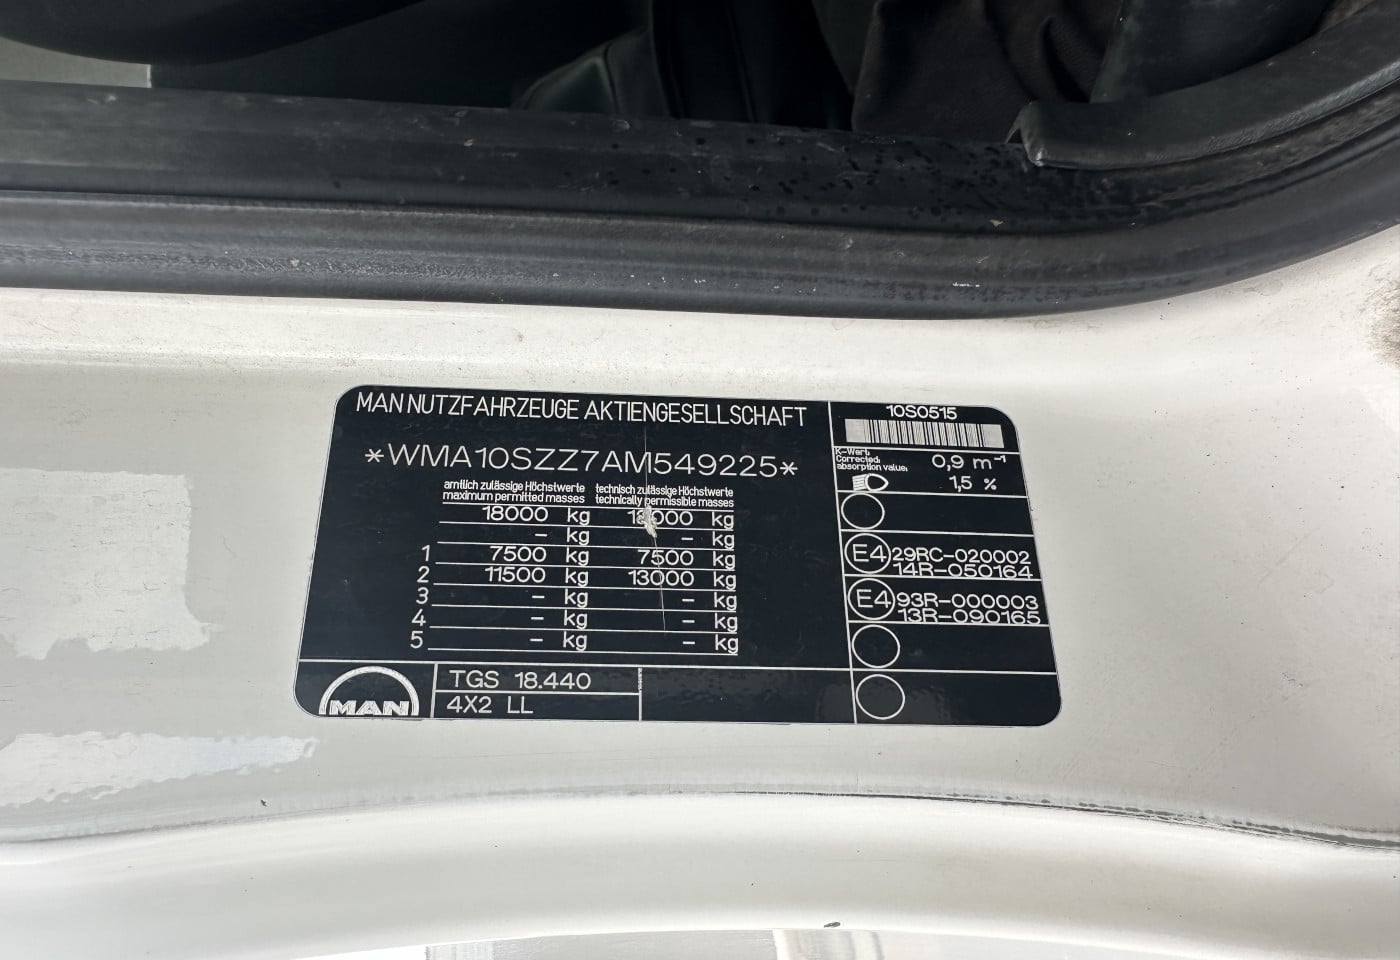 MAN NUTZFAHRZEUGE AKTIENGESELLSCHAFT
*WMA10SZZ7AM549225*
amtlich zulässige Höchstwerte technisch zulässige Höchstwerte
maximum permitted masses technically permissible masses
18000 kg 18000 kg
– kg – kg
1 7500 kg 7500 kg
2 11500 kg 13000 kg
3 – kg – kg
4 – kg – kg
5 – kg – kg
MAN
TGS 18.440
4X2 LL
10S0515
K-Wert:
Corrected
absorption value: 0,9 m⁻¹
1,5 %
E4 29RC-020002
14R-050164
E4 93R-000003
13R-090165